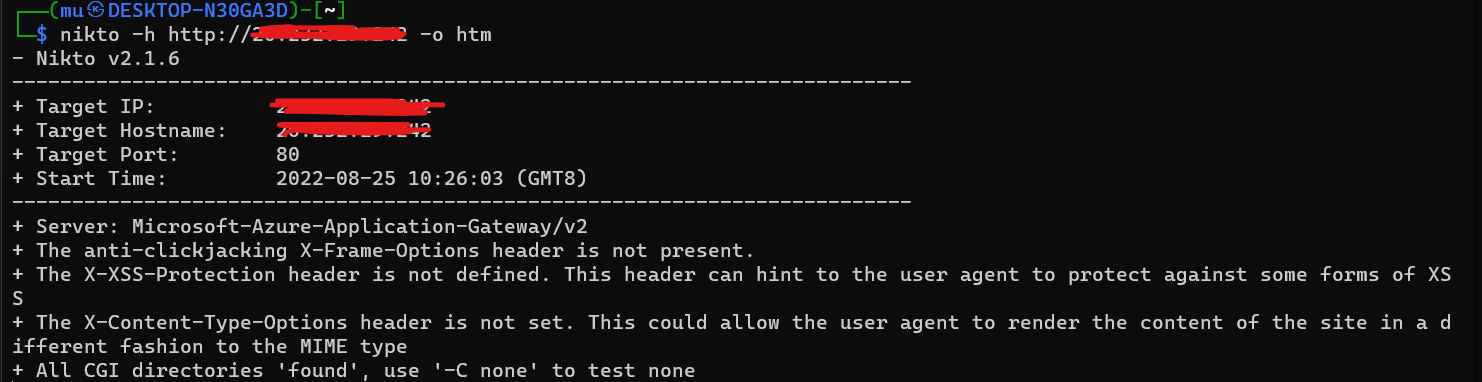 ┌──(mu㉿DESKTOP-N30GA3D)-[~]
└─$ nikto -h http:// -o htm
- Nikto v2.1.6
---------------------------------------------------------------------------
+ Target IP:
+ Target Hostname:
+ Target Port:          80
+ Start Time:           2022-08-25 10:26:03 (GMT8)
---------------------------------------------------------------------------
+ Server: Microsoft-Azure-Application-Gateway/v2
+ The anti-clickjacking X-Frame-Options header is not present.
+ The X-XSS-Protection header is not defined. This header can hint to the user agent to protect against some forms of XS
S
+ The X-Content-Type-Options header is not set. This could allow the user agent to render the content of the site in a d
ifferent fashion to the MIME type
+ All CGI directories 'found', use '-C none' to test none